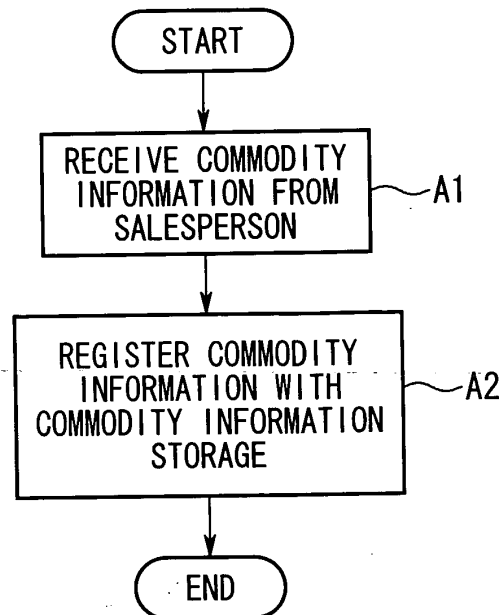 START
RECEIVE COMMODITY
INFORMATION FROM
SALESPERSON
A1
REGISTER COMMODITY
INFORMATION WITH
COMMODITY INFORMATION
STORAGE
A2
END